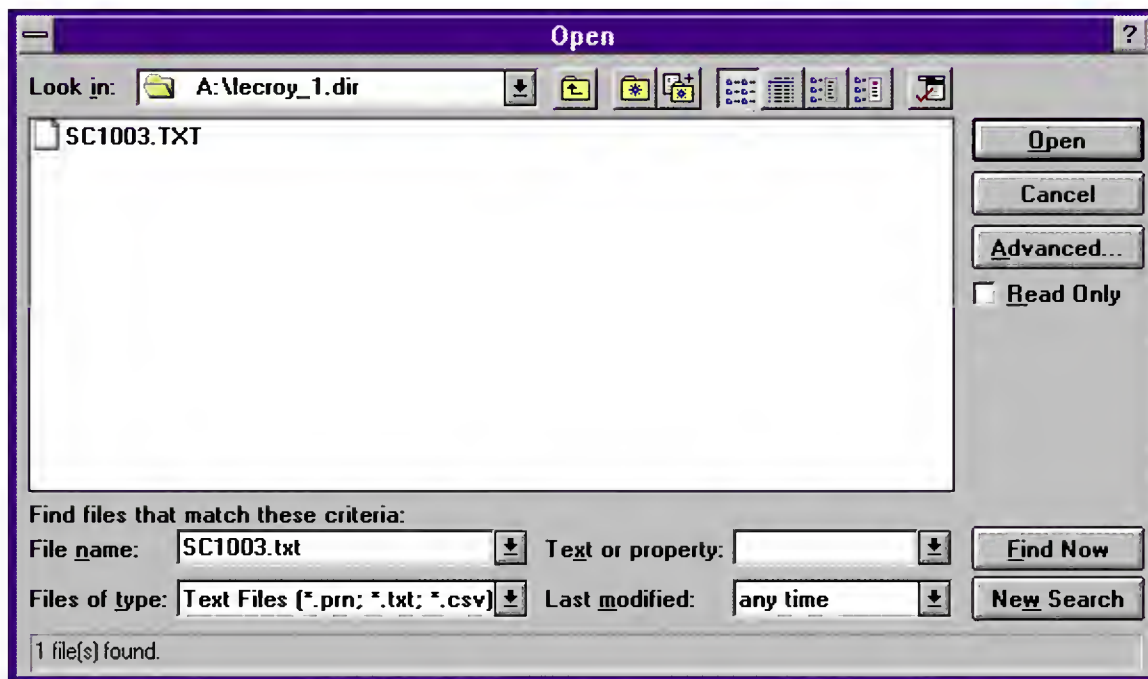 Open
?
Look in: A:\lecroy_1.dir
SC1003.TXT
Open
Cancel
Advanced...
Read Only
Find files that match these criteria:
File name: SC1003.txt Text or property: Find Now
Files of type: Text Files (*.prn; *.txt; *.csv) Last modified: any time New Search
1 file(s) found.